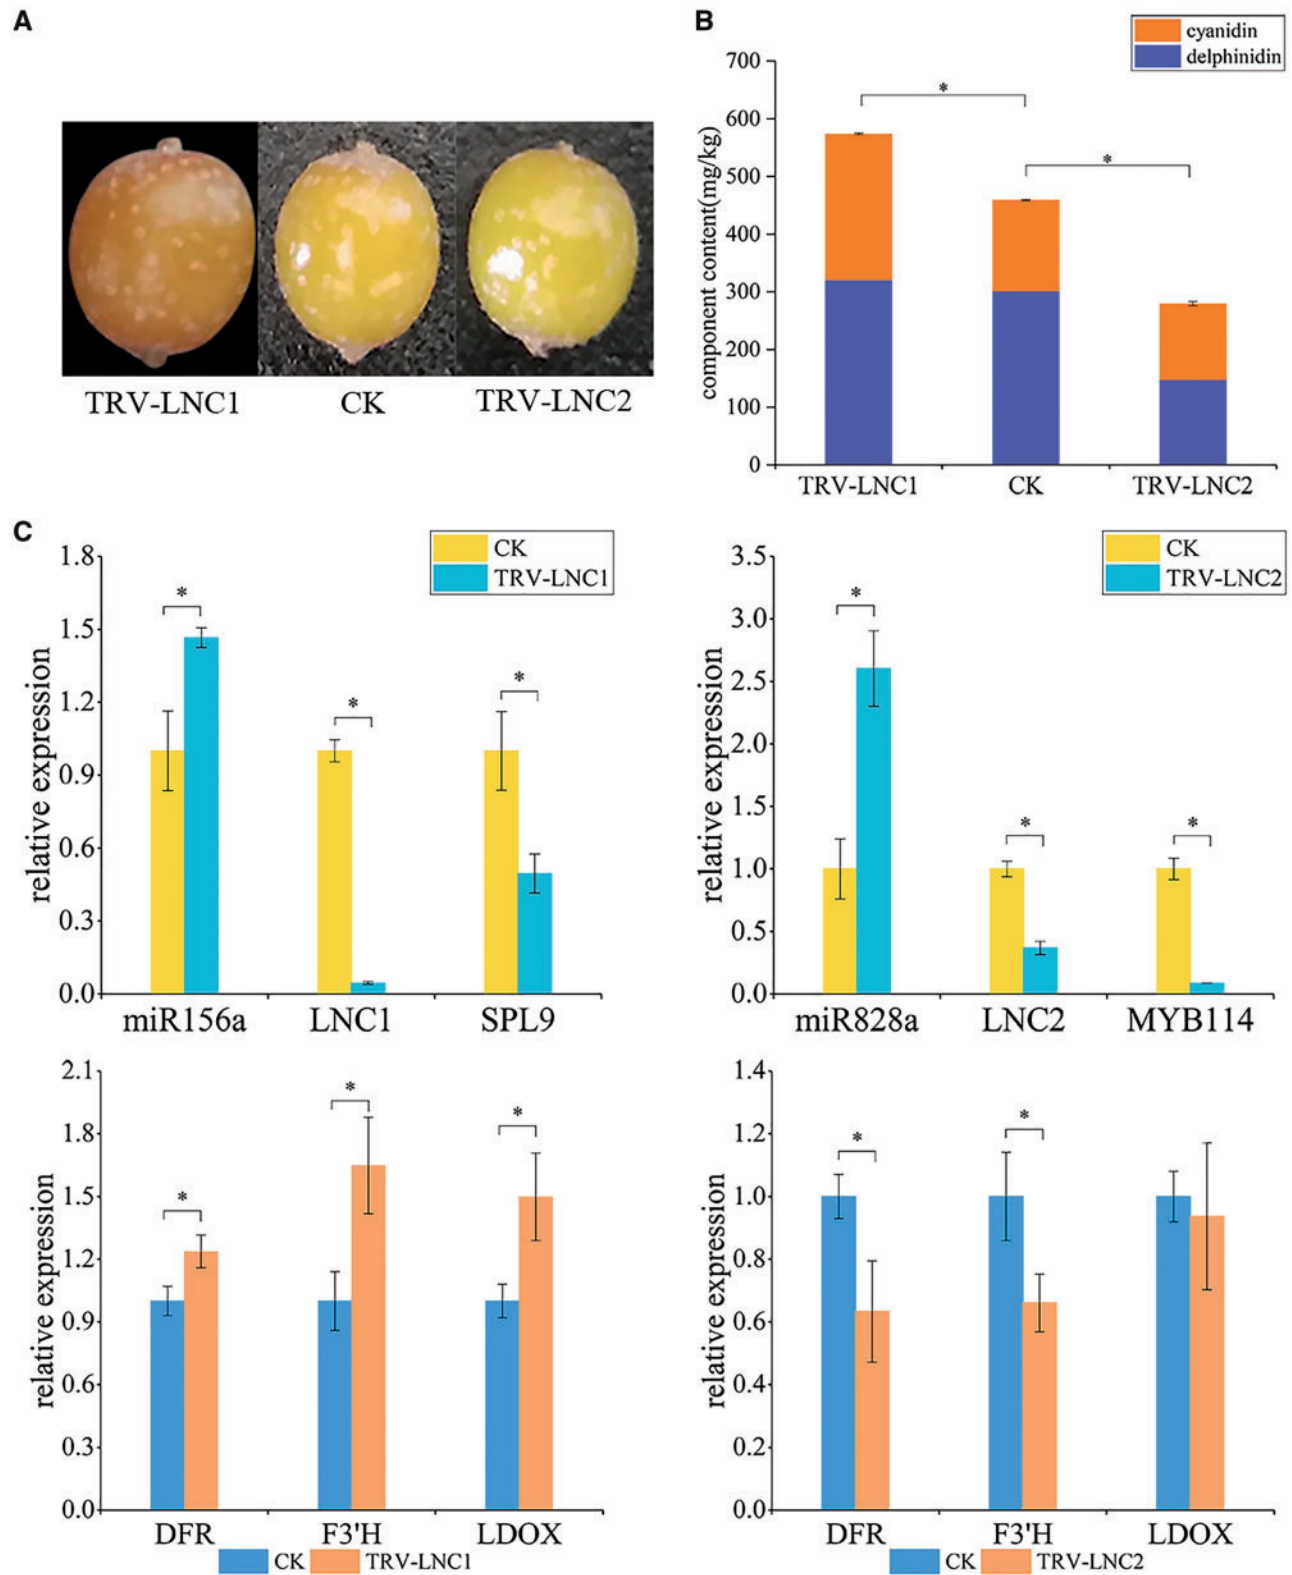 A
TRV-LNC1 CK TRV-LNC2
B
cyanidin
delphinidin
component content(mg/kg)
700
600
500
400
300
200
100
0
*
*
TRV-LNC1 CK TRV-LNC2
C
CK
TRV-LNC1
relative expression
1.8
1.5
1.2
0.9
0.6
0.3
0.0
* * *
miR156a LNC1 SPL9
CK
TRV-LNC2
relative expression
3.5
3.0
2.5
2.0
1.5
1.0
0.5
0.0
* * *
miR828a LNC2 MYB114
relative expression
2.1
1.8
1.5
1.2
0.9
0.6
0.3
0.0
* * *
DFR F3'H LDOX
CK TRV-LNC1
relative expression
1.4
1.2
1.0
0.8
0.6
0.4
0.2
0.0
* *
DFR F3'H LDOX
CK TRV-LNC2